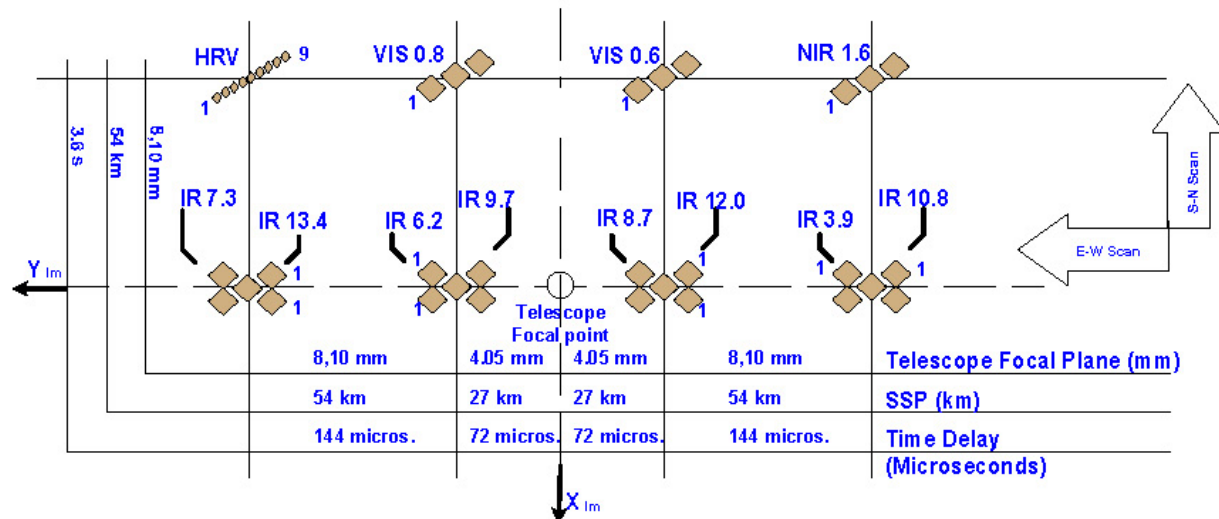 HRV
9
1
VIS 0.8
1
VIS 0.6
1
NIR 1.6
1
3.6 s
54 km
8,10 mm
S-N Scan
E-W Scan
IR 7.3
IR 13.4
1
1
IR 6.2
1
1
IR 9.7
IR 8.7
IR 12.0
1
1
IR 3.9
1
IR 10.8
1
Y Im
Telescope
Focal point
8,10 mm 4.05 mm 4.05 mm 8,10 mm Telescope Focal Plane (mm)
54 km 27 km 27 km 54 km SSP (km)
144 micros. 72 micros. 72 micros. 144 micros. Time Delay
(Microseconds)
X Im